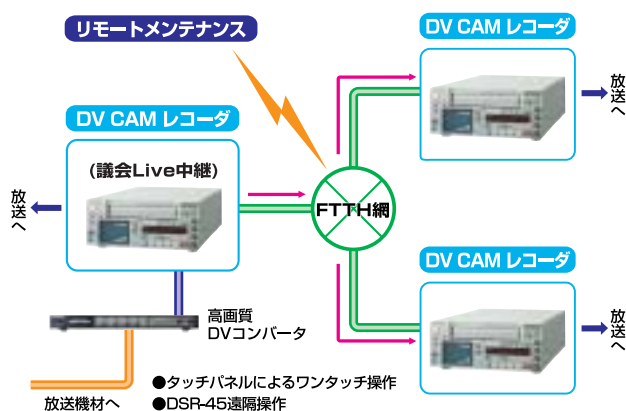 リモートメンテナンス
DV CAM レコーダ
放送へ
DV CAM レコーダ
(議会Live中継)
放送へ
FTTH網
DV CAM レコーダ
放送へ
高画質
DVコンバータ
放送機材へ
●タッチパネルによるワンタッチ操作
●DSR-45遠隔操作